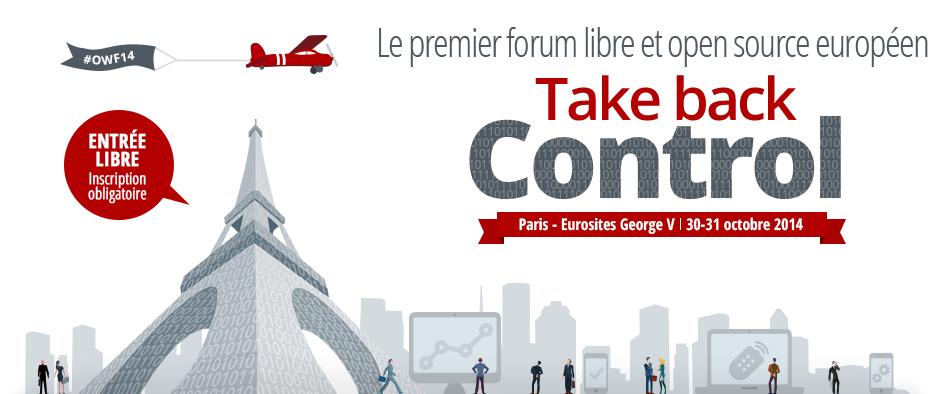 #OWF14
Le premier forum libre et open source européen
Take back
Control
Paris - Eurosites George V | 30-31 octobre 2014
ENTRÉE
LIBRE
Inscription
obligatoire